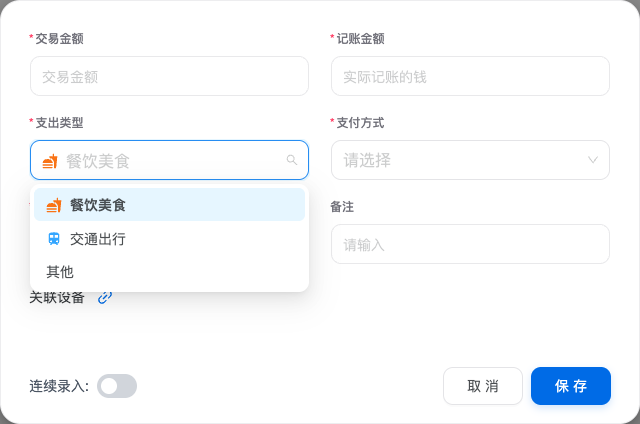 *交易金额
*记账金额
交易金额
实际记账的钱
*支出类型
*支付方式
餐饮美食
请选择
餐饮美食
交通出行
其他
备注
请输入
关联设备
连续录入:
取 消
保 存